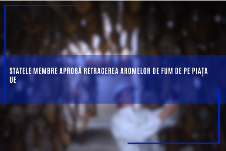 STATELE MEMBRE APROBĂ RETRAGEREA AROMELOR DE FUM DE PE PIAȚA
UE